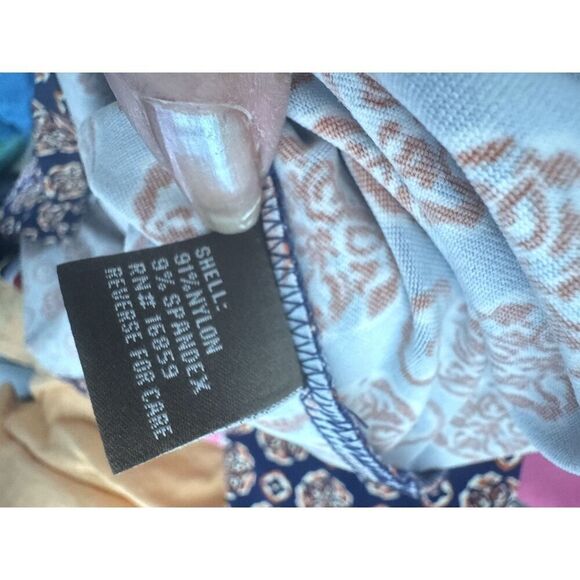 SHELL:
91%NYLON
9% SPANDEX
RN# 16859
REVERSE FOR CARE